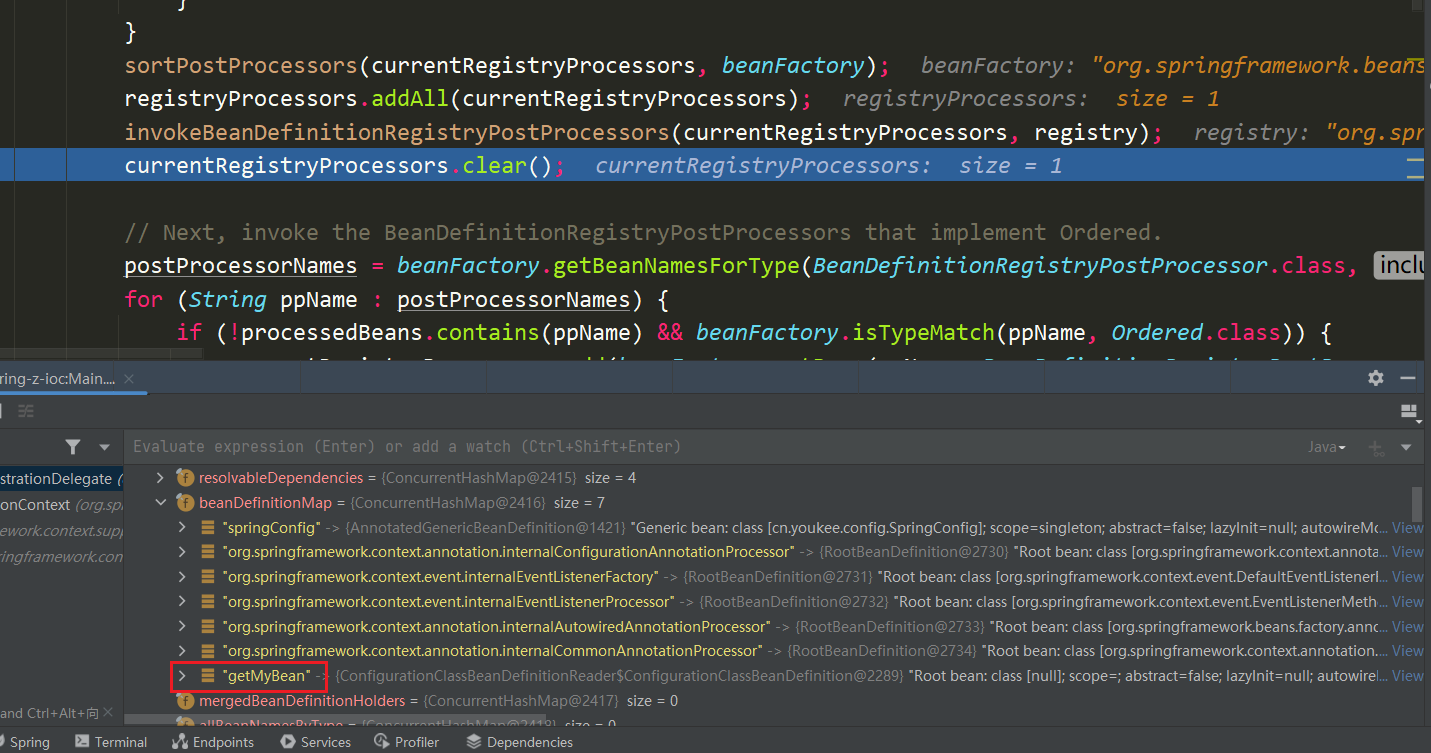 }
}
sortPostProcessors(currentRegistryProcessors, beanFactory); beanFactory: "org.springframework.beans
registryProcessors.addAll(currentRegistryProcessors); registryProcessors: size = 1
invokeBeanDefinitionRegistryPostProcessors(currentRegistryProcessors, registry); registry: "org.spr
currentRegistryProcessors.clear(); currentRegistryProcessors: size = 1
// Next, invoke the BeanDefinitionRegistryPostProcessors that implement Ordered.
postProcessorNames = beanFactory.getBeanNamesForType(BeanDefinitionRegistryPostProcessor.class, inclu
for (String ppName : postProcessorNames) {
if (!processedBeans.contains(ppName) && beanFactory.isTypeMatch(ppName, Ordered.class)) {
ring-z-ioc:Main....
Evaluate expression (Enter) or add a watch (Ctrl+Shift+Enter) Java
strationDelegate (
onContext (org.sp
work.context.supp
ringframework.con
resolvableDependencies = {ConcurrentHashMap@2415} size = 4
beanDefinitionMap = {ConcurrentHashMap@2416} size = 7
"springConfig" -> {AnnotatedGenericBeanDefinition@1421} "Generic bean: class [cn.youkee.config.SpringConfig]; scope=singleton; abstract=false; lazyInit=null; autowireMo... View
"org.springframework.context.annotation.internalConfigurationAnnotationProcessor" -> {RootBeanDefinition@2730} "Root bean: class [org.springframework.context.annota... View
"org.springframework.context.event.internalEventListenerFactory" -> {RootBeanDefinition@2731} "Root bean: class [org.springframework.context.event.DefaultEventListenerF... View
"org.springframework.context.event.internalEventListenerProcessor" -> {RootBeanDefinition@2732} "Root bean: class [org.springframework.context.event.EventListenerMeth... View
"org.springframework.context.annotation.internalAutowiredAnnotationProcessor" -> {RootBeanDefinition@2733} "Root bean: class [org.springframework.beans.factory.anno... View
"org.springframework.context.annotation.internalCommonAnnotationProcessor" -> {RootBeanDefinition@2734} "Root bean: class [org.springframework.context.annotation.... View
"getMyBean" -> {ConfigurationClassBeanDefinitionReader$ConfigurationClassBeanDefinition@2289} "Root bean: class [null]; scope=; abstract=false; lazyInit=null; autowire... View
mergedBeanDefinitionHolders = {ConcurrentHashMap@2417} size = 0
allBeanNamesByType = {ConcurrentHashMap@2418} size = 0
and Ctrl+Alt+向
Spring Terminal Endpoints Services Profiler Dependencies